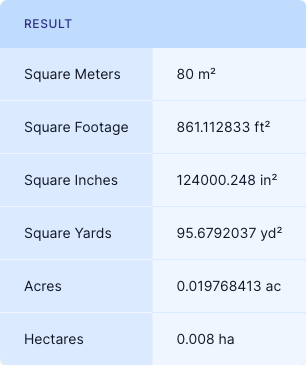 RESULT
Square Meters 80 m²
Square Footage 861.112833 ft²
Square Inches 124000.248 in²
Square Yards 95.6792037 yd²
Acres 0.019768413 ac
Hectares 0.008 ha